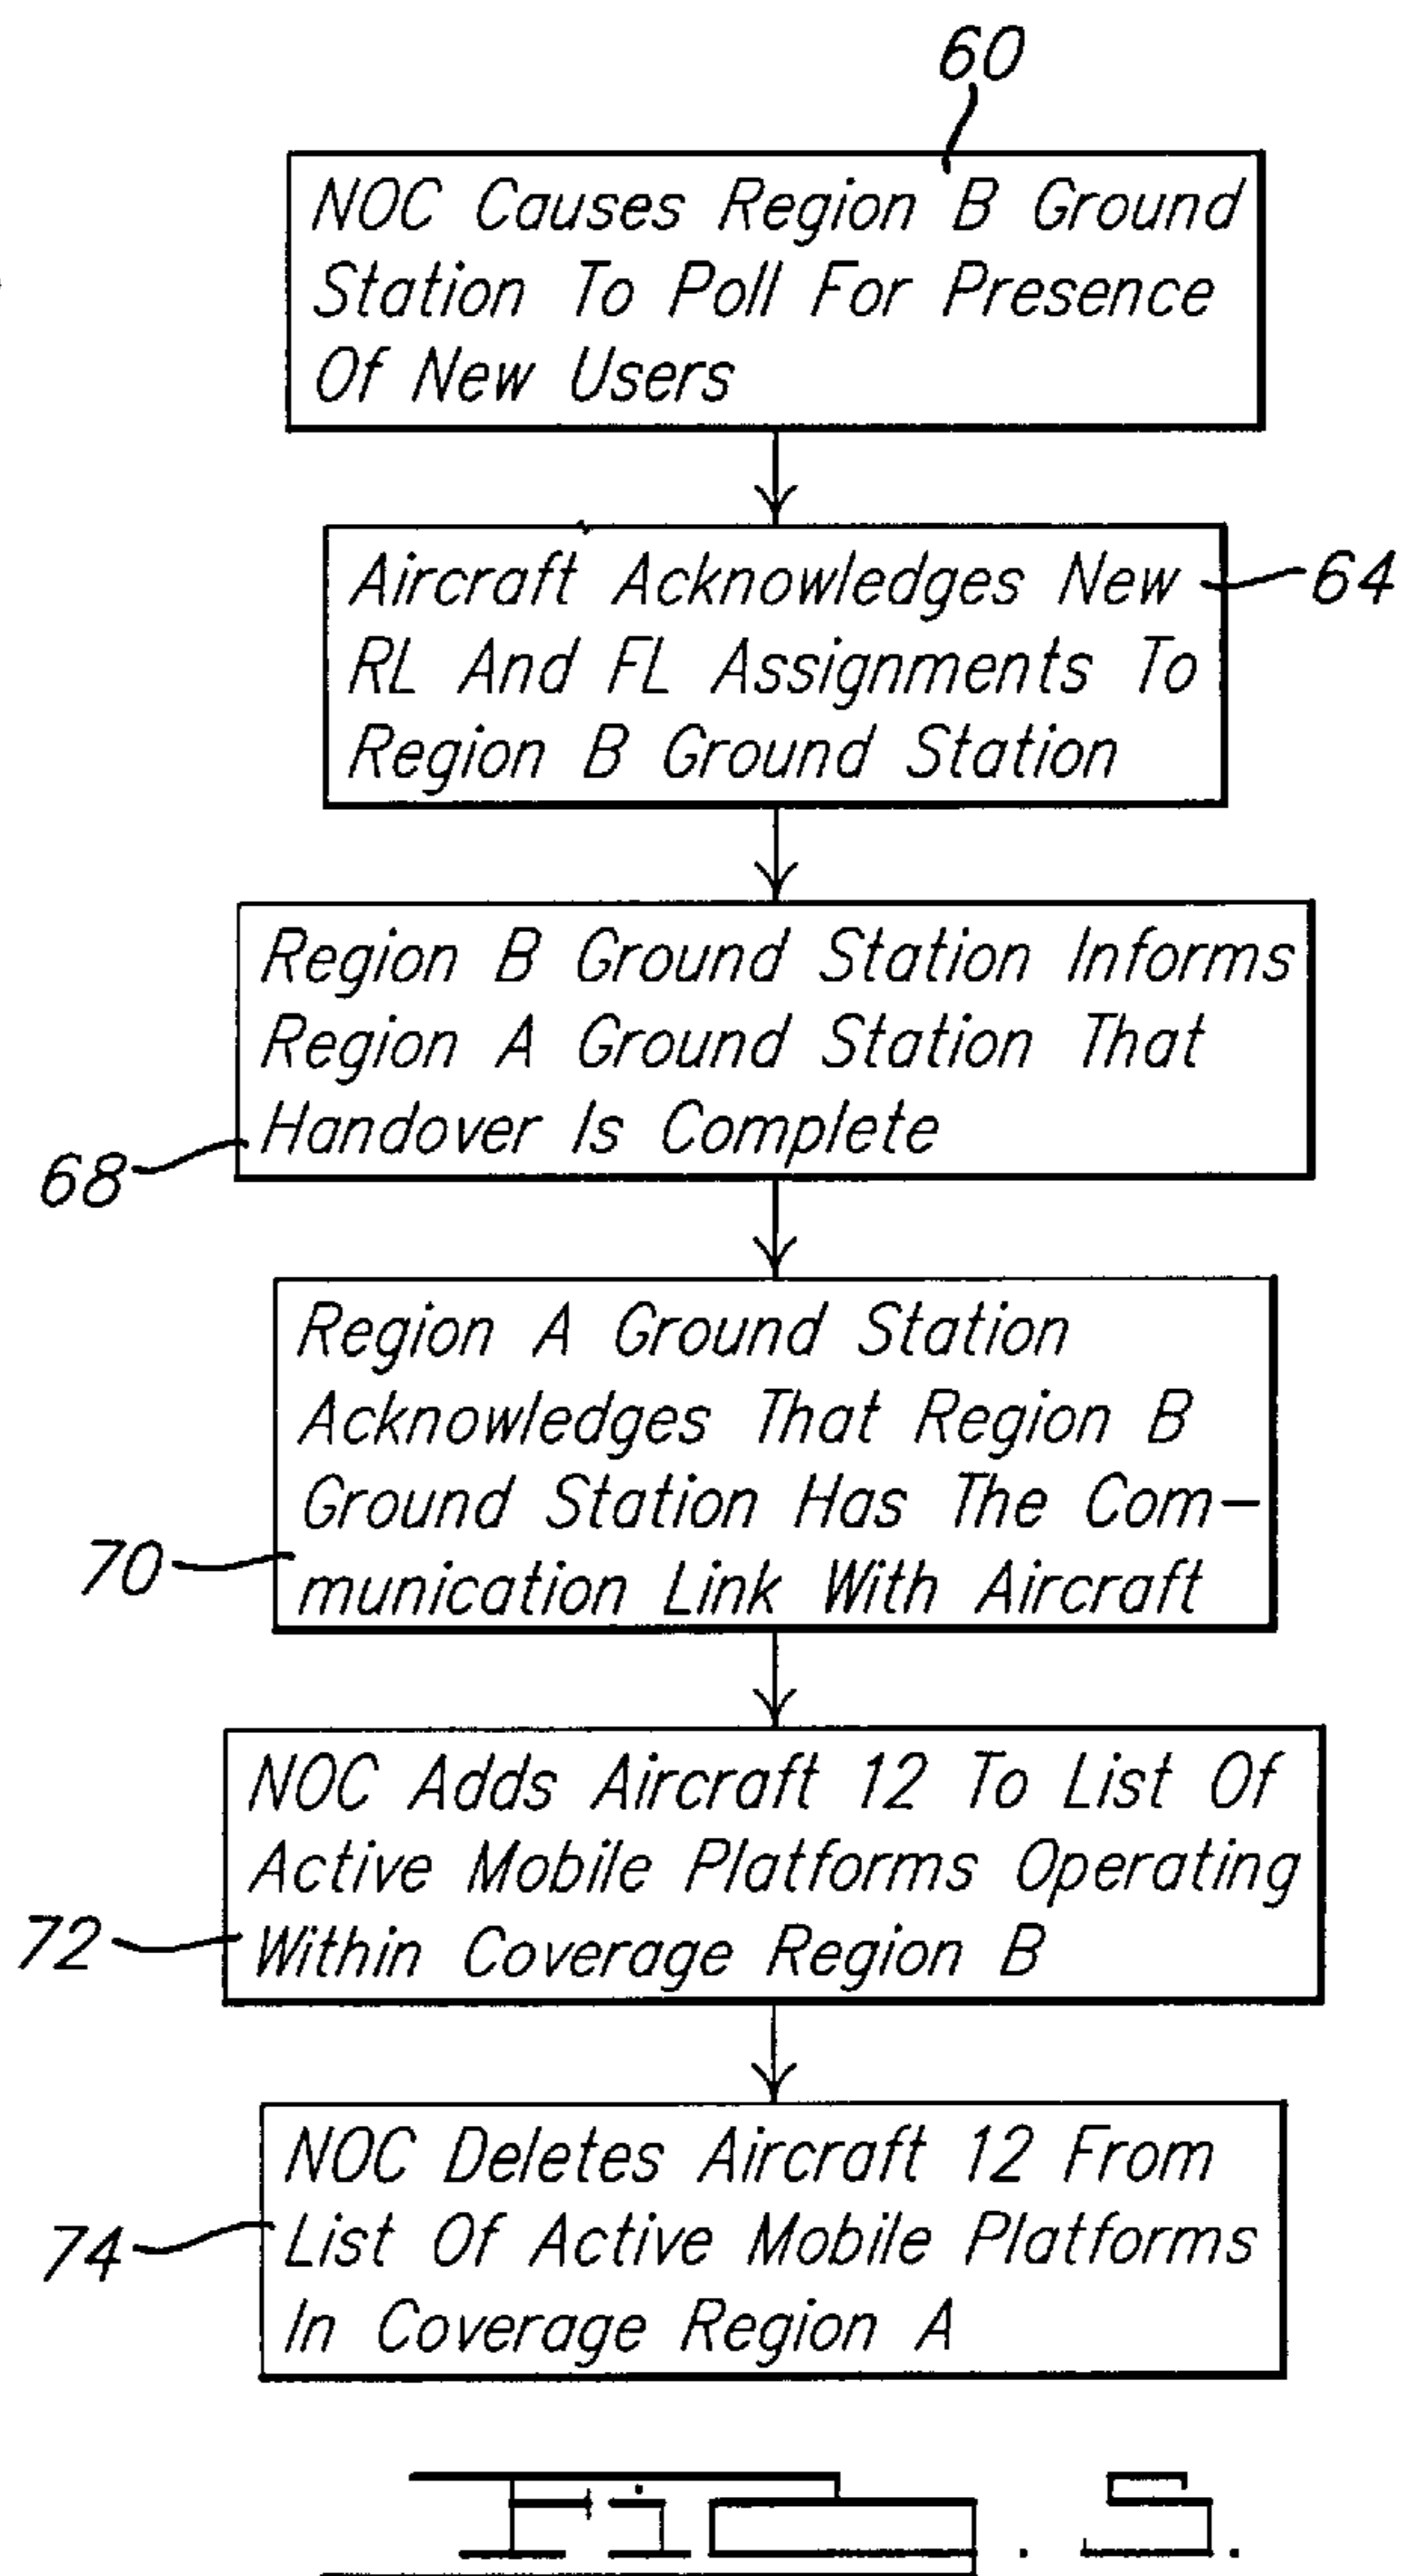 60
NOC Causes Region B Ground
Station To Poll For Presence
Of New Users
Aircraft Acknowledges New
64
RL And FL Assignments To
Region B Ground Station
Region B Ground Station Informs
Region A Ground Station That
Handover Is Complete
68
Region A Ground Station
Acknowledges That Region B
Ground Station Has The Com-
munication Link With Aircraft
70
NOC Adds Aircraft 12 To List Of
Active Mobile Platforms Operating
Within Coverage Region B
72
NOC Deletes Aircraft 12 From
List Of Active Mobile Platforms
In Coverage Region A
74
Fig. 5.